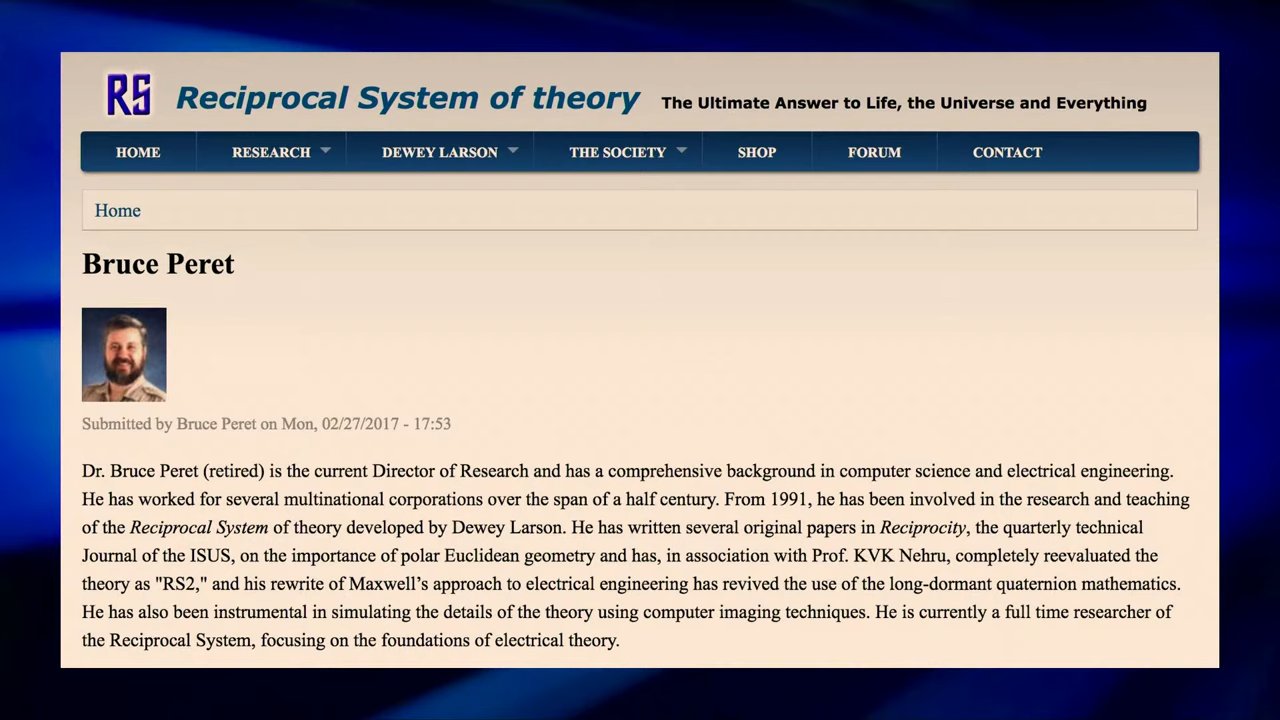 RS Reciprocal System of theory The Ultimate Answer to Life, the Universe and Everything
HOME RESEARCH DEWEY LARSON THE SOCIETY SHOP FORUM CONTACT
Home
Bruce Peret
Submitted by Bruce Peret on Mon, 02/27/2017 - 17:53
Dr. Bruce Peret (retired) is the current Director of Research and has a comprehensive background in computer science and electrical engineering.
He has worked for several multinational corporations over the span of a half century. From 1991, he has been involved in the research and teaching
of the Reciprocal System of theory developed by Dewey Larson. He has written several original papers in Reciprocity, the quarterly technical
Journal of the ISUS, on the importance of polar Euclidean geometry and has, in association with Prof. KVK Nehru, completely reevaluated the
theory as "RS2," and his rewrite of Maxwell’s approach to electrical engineering has revived the use of the long-dormant quaternion mathematics.
He has also been instrumental in simulating the details of the theory using computer imaging techniques. He is currently a full time researcher of
the Reciprocal System, focusing on the foundations of electrical theory.